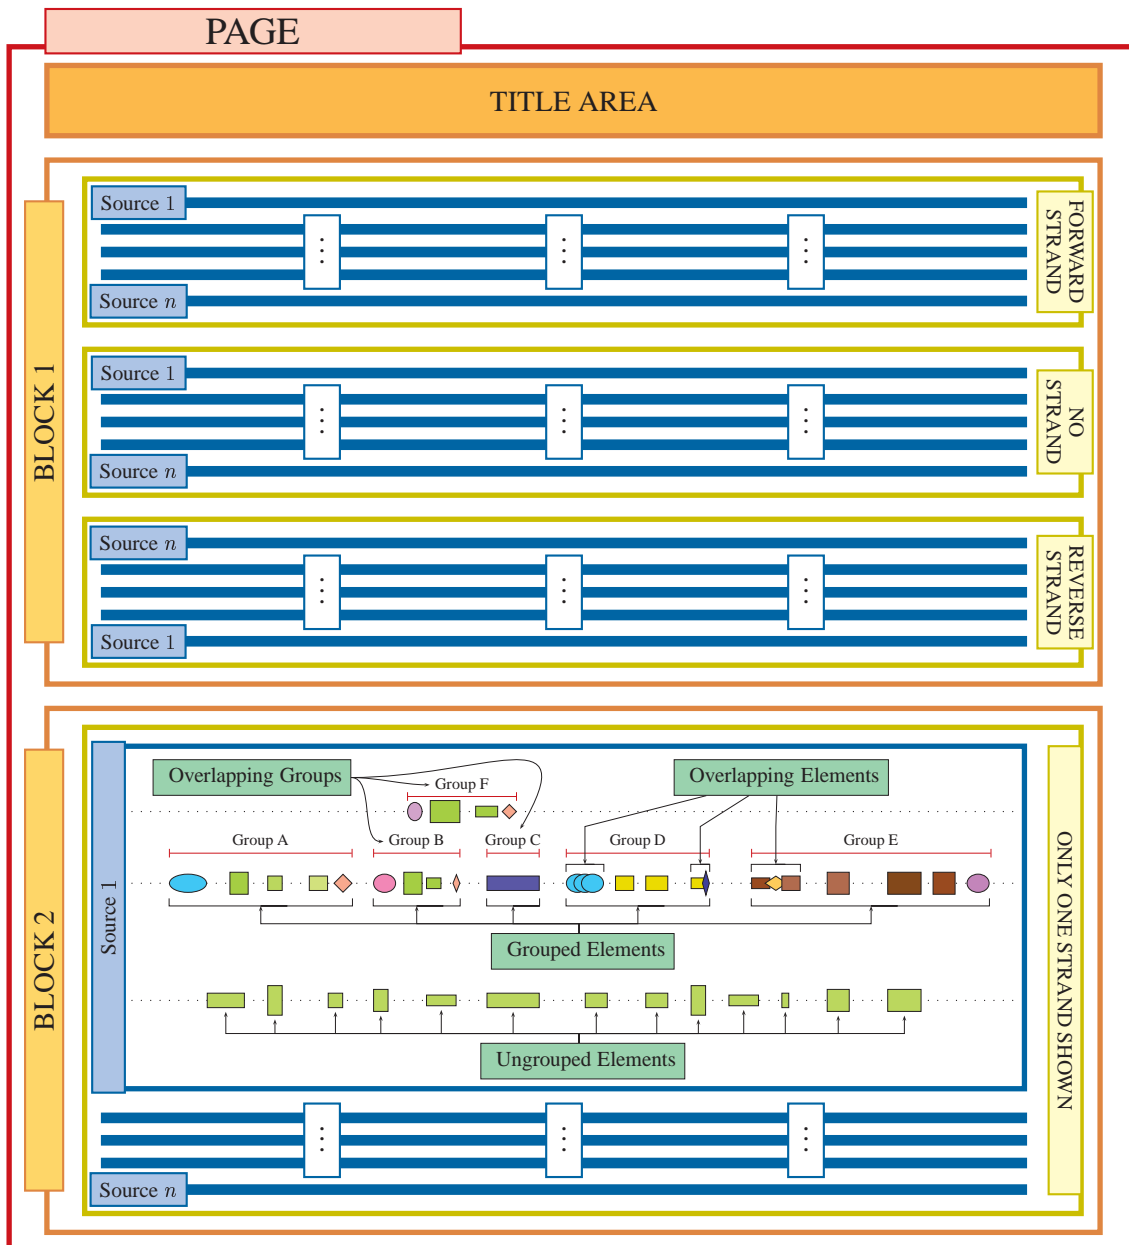 PAGE
TITLE AREA
BLOCK 1
Source 1
Source n
FORWARD
STRAND
Source 1
Source n
NO
STRAND
Source n
Source 1
REVERSE
STRAND
BLOCK 2
Source 1
Overlapping Groups
Overlapping Elements
Group F
Group A
Group B
Group C
Group D
Group E
Grouped Elements
Ungrouped Elements
ONLY ONE STRAND SHOWN
Source n